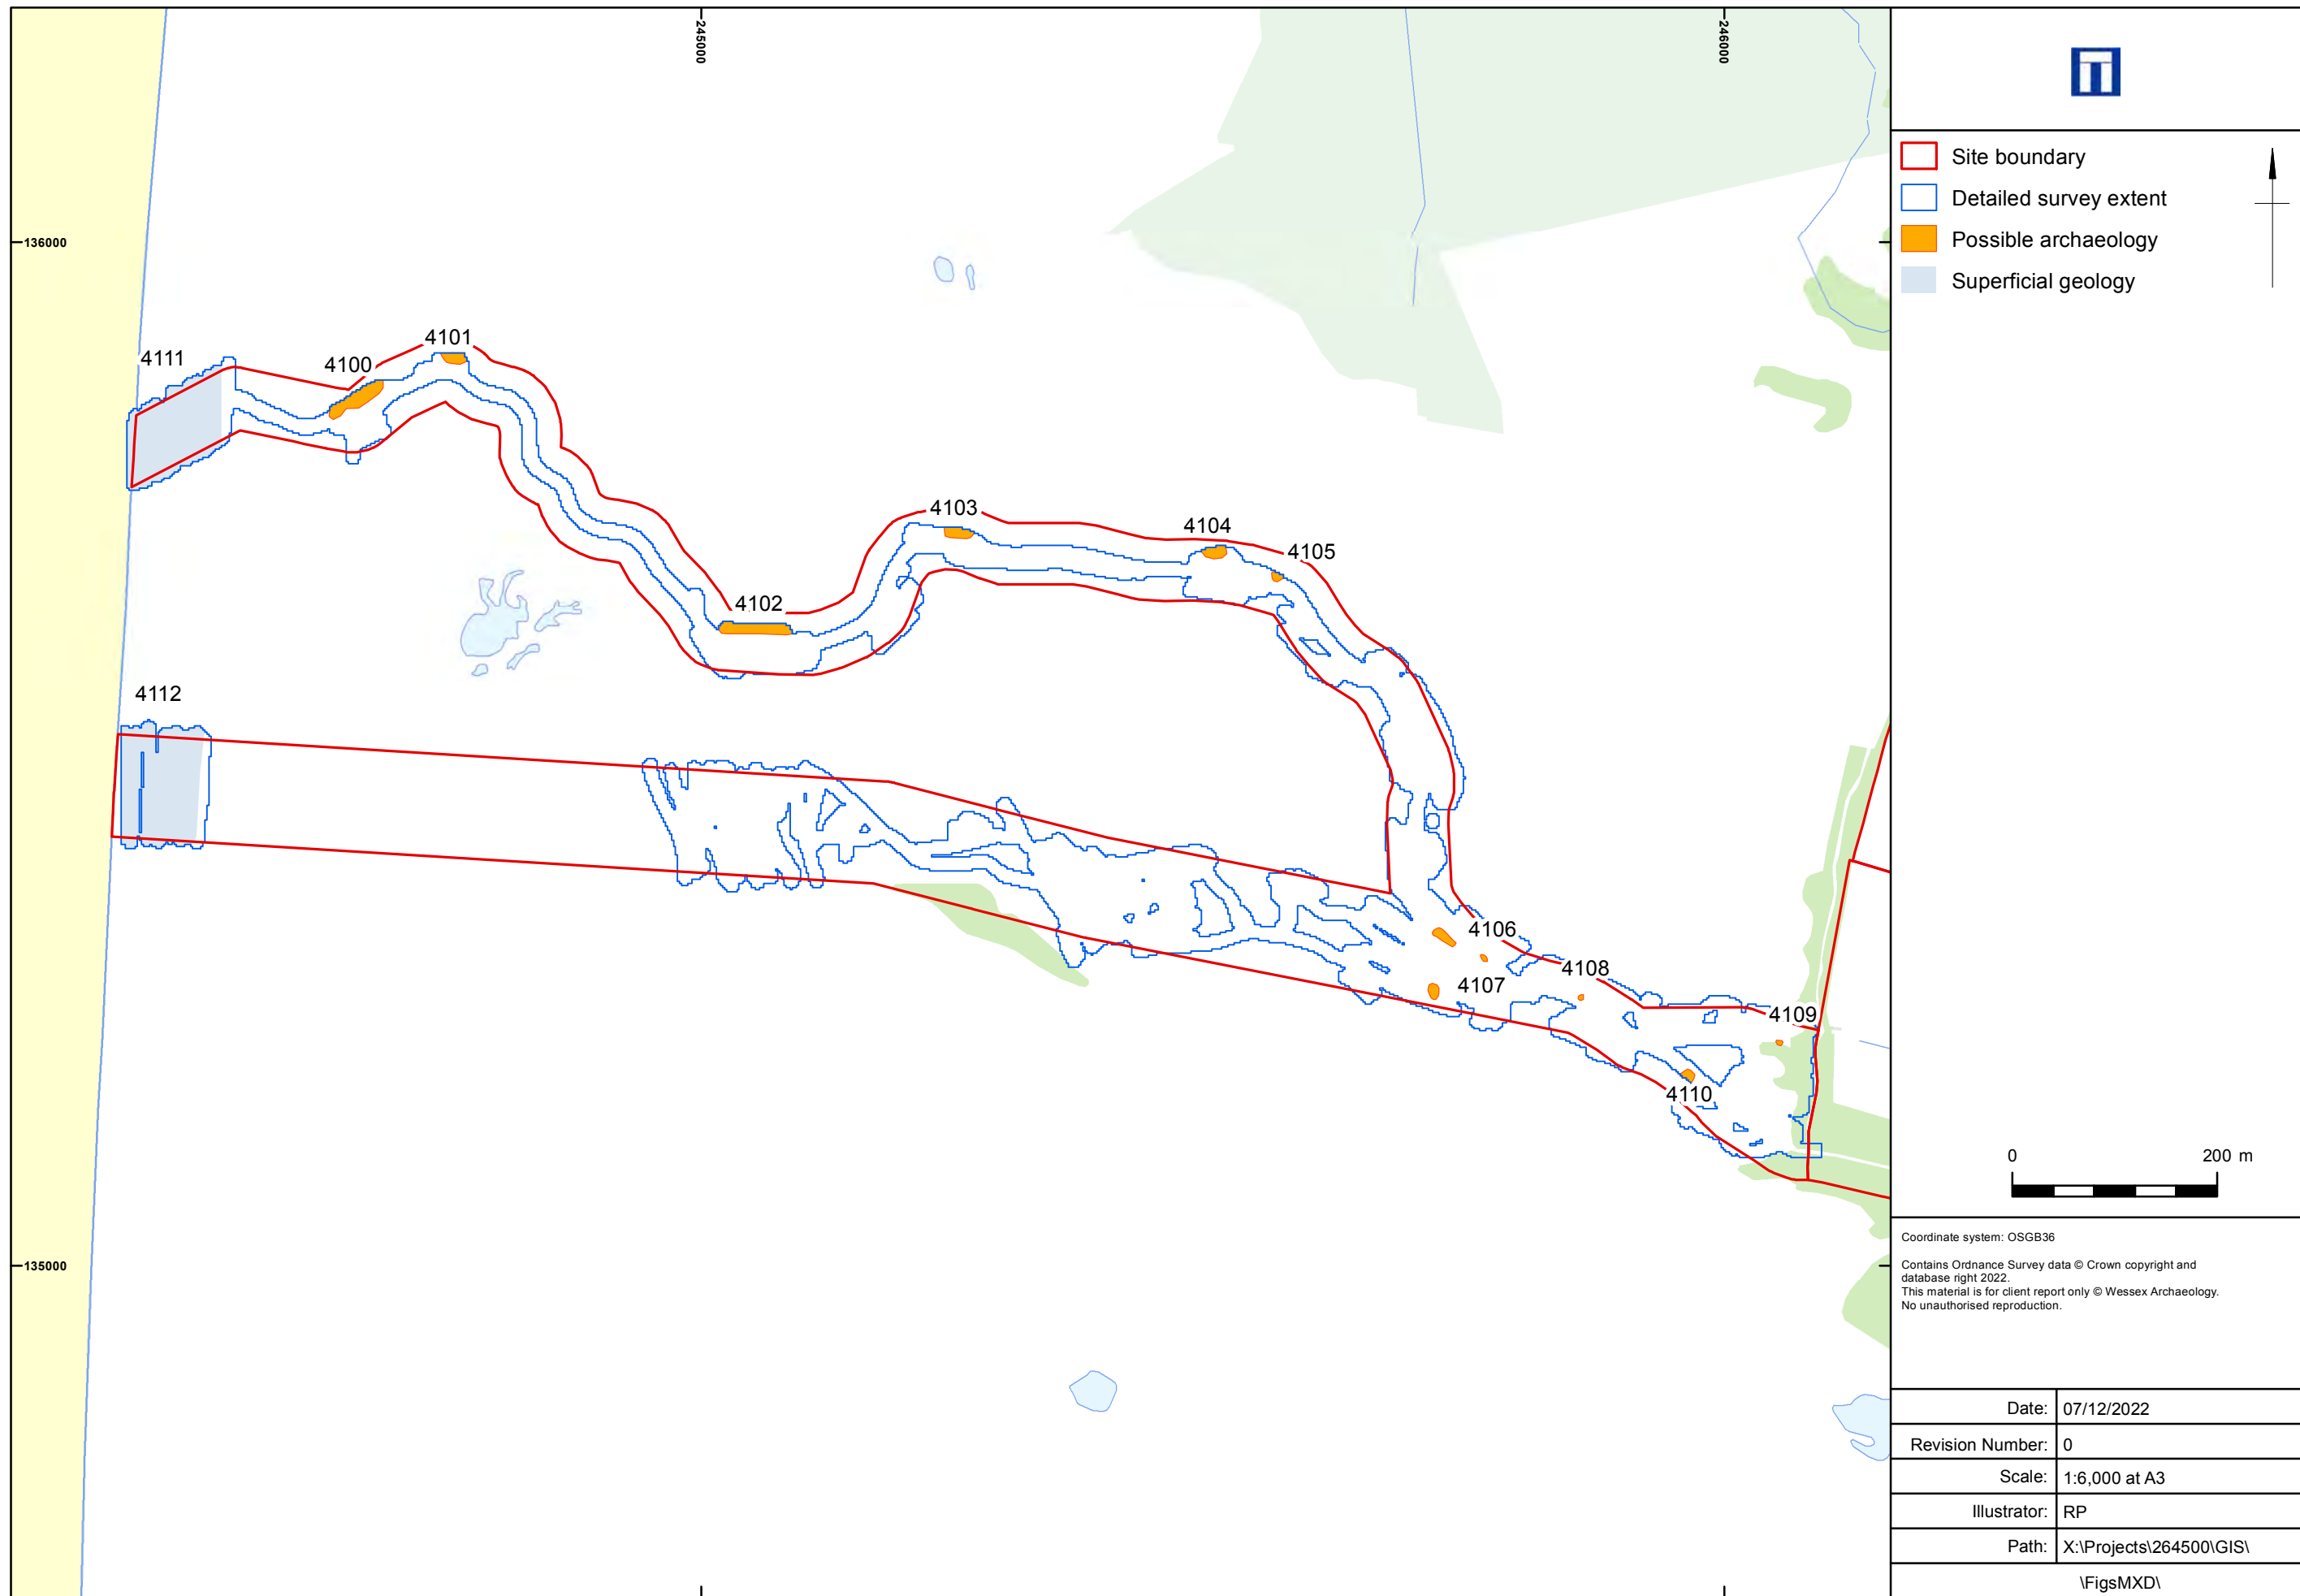 245000
246000
136000
135000
4111
4100
4101
4102
4103
4104
4105
4112
4106
4107
4108
4109
4110
Site boundary
Detailed survey extent
Possible archaeology
Superficial geology
0 200 m
Coordinate system: OSGB36
Contains Ordnance Survey data © Crown copyright and
database right 2022.
This material is for client report only © Wessex Archaeology.
No unauthorised reproduction.
Date: 07/12/2022
Revision Number: 0
Scale: 1:6,000 at A3
Illustrator: RP
Path: X:\Projects\264500\GIS\
\FigsMXD\